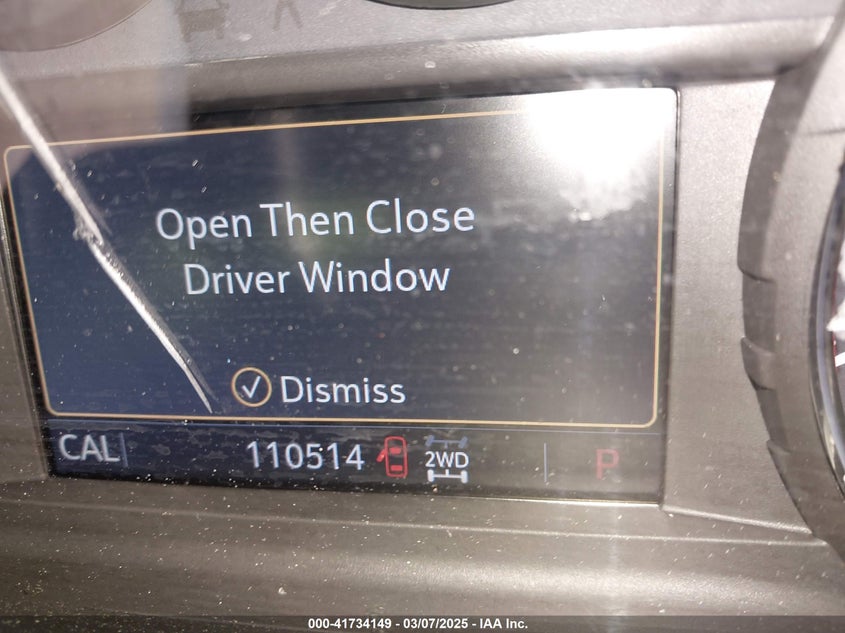 Open Then Close
Driver Window
Dismiss
CAL 110514 2WD P
000-41734149 - 03/07/2025 - IAA Inc.